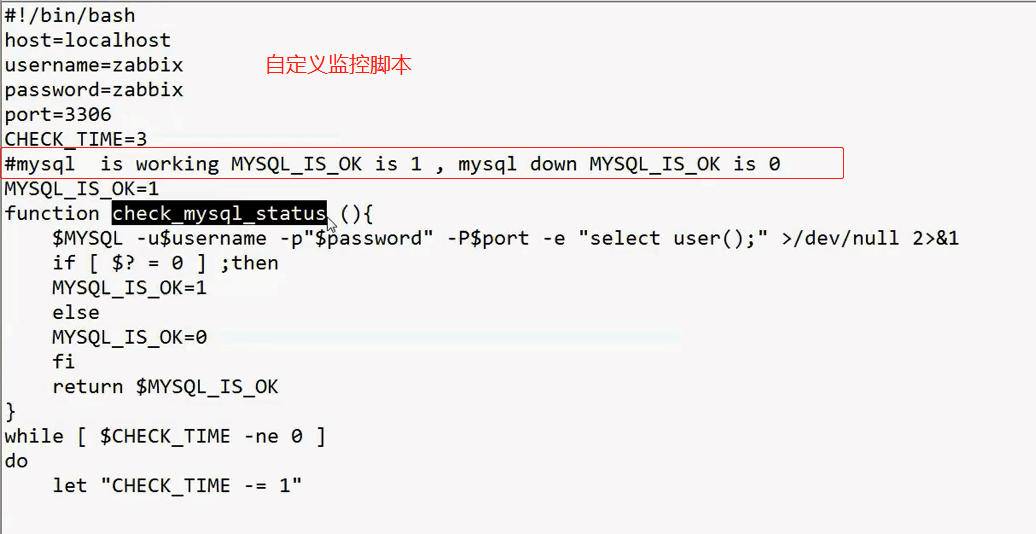 #!/bin/bash
host=localhost
username=zabbix
自定义监控脚本
password=zabbix
port=3306
CHECK_TIME=3
#mysql  is working MYSQL_IS_OK is 1 , mysql down MYSQL_IS_OK is 0
MYSQL_IS_OK=1
function check_mysql_status (){
    $MYSQL -u$username -p"$password" -P$port -e "select user();" >/dev/null 2>&1
    if [ $? = 0 ] ;then
    MYSQL_IS_OK=1
    else
    MYSQL_IS_OK=0
    fi
    return $MYSQL_IS_OK
}
while [ $CHECK_TIME -ne 0 ]
do
    let "CHECK_TIME -= 1"